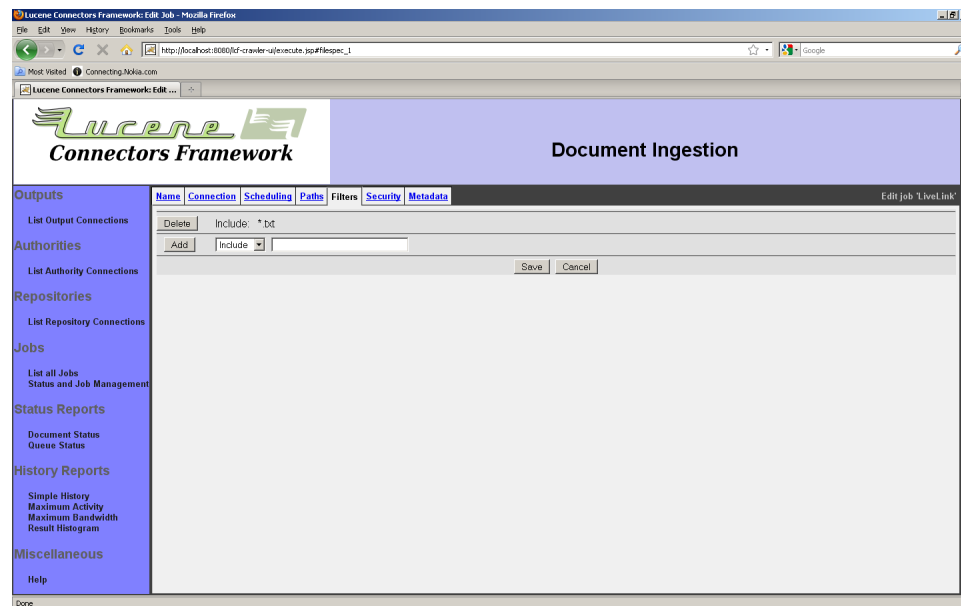 Lucene Connectors Framework: Edit Job - Mozilla Firefox
File Edit View History Bookmarks Tools Help
http://localhost:8080/lcf-crawler-ui/execute.jsp#filespec_1
Google
Most Visited Connecting.Nokia.com
Lucene Connectors Framework: Edit ...
Lucene
Connectors Framework
Document Ingestion
Name Connection Scheduling Paths Filters Security Metadata
Edit job 'LiveLink'
Outputs
List Output Connections
Authorities
List Authority Connections
Repositories
List Repository Connections
Jobs
List all Jobs
Status and Job Management
Status Reports
Document Status
Queue Status
History Reports
Simple History
Maximum Activity
Maximum Bandwidth
Result Histogram
Miscellaneous
Help
Delete Include: *.txt
Add Include
Save Cancel
Done